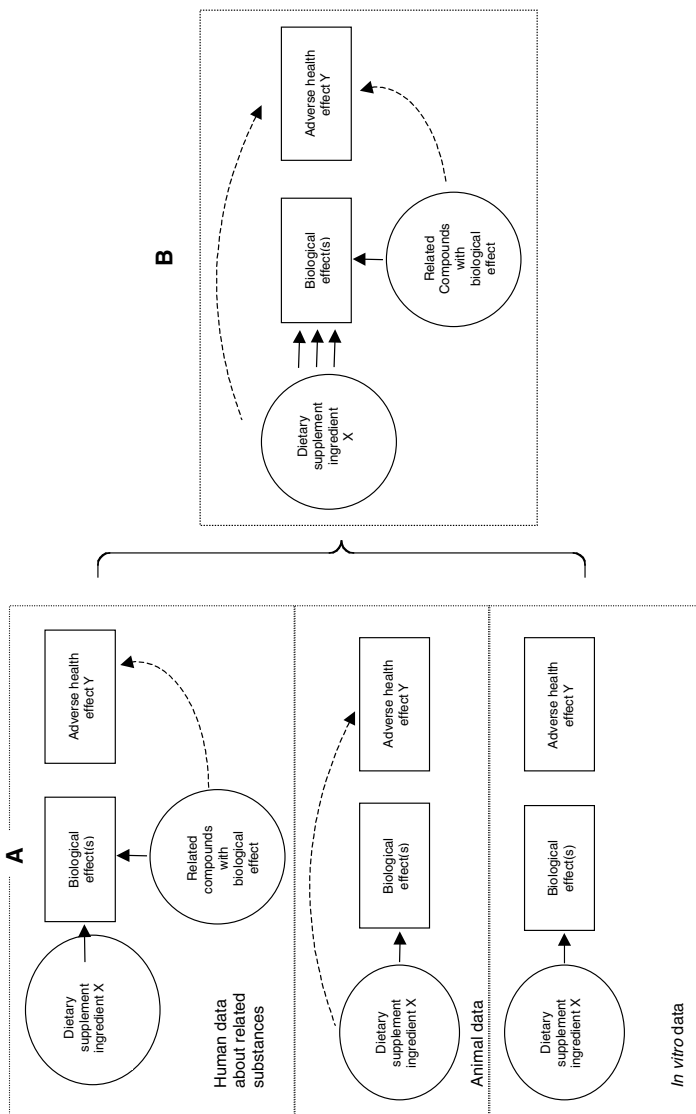 A
Dietary
supplement
ingredient X
Biological
effect(s)
Adverse health
effect Y
Related
compounds
with
biological
effect
Human data
about related
substances
Dietary
supplement
ingredient X
Biological
effect(s)
Adverse health
effect Y
Animal data
Dietary
supplement
ingredient X
Biological
effect(s)
Adverse health
effect Y
In vitro data
B
Dietary
supplement
ingredient
X
Biological
effect(s)
Adverse health
effect Y
Related
Compounds
with
biological
effect